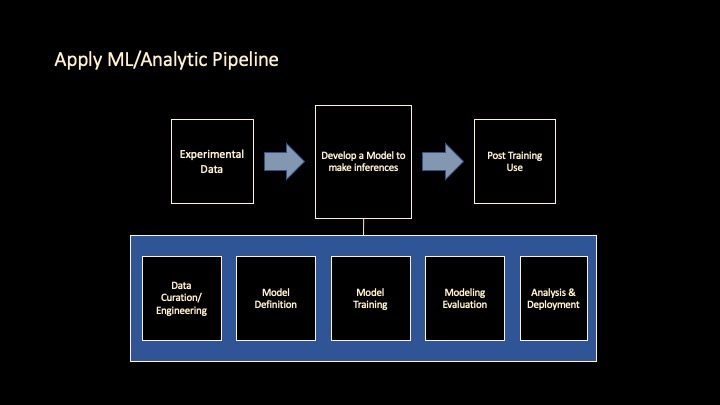 Apply ML/Analytic Pipeline
Experimental
Data
Develop a Model to
make inferences
Post Training
Use
Data
Curation/
Engineering
Model
Definition
Model
Training
Modeling
Evaluation
Analysis &
Deployment